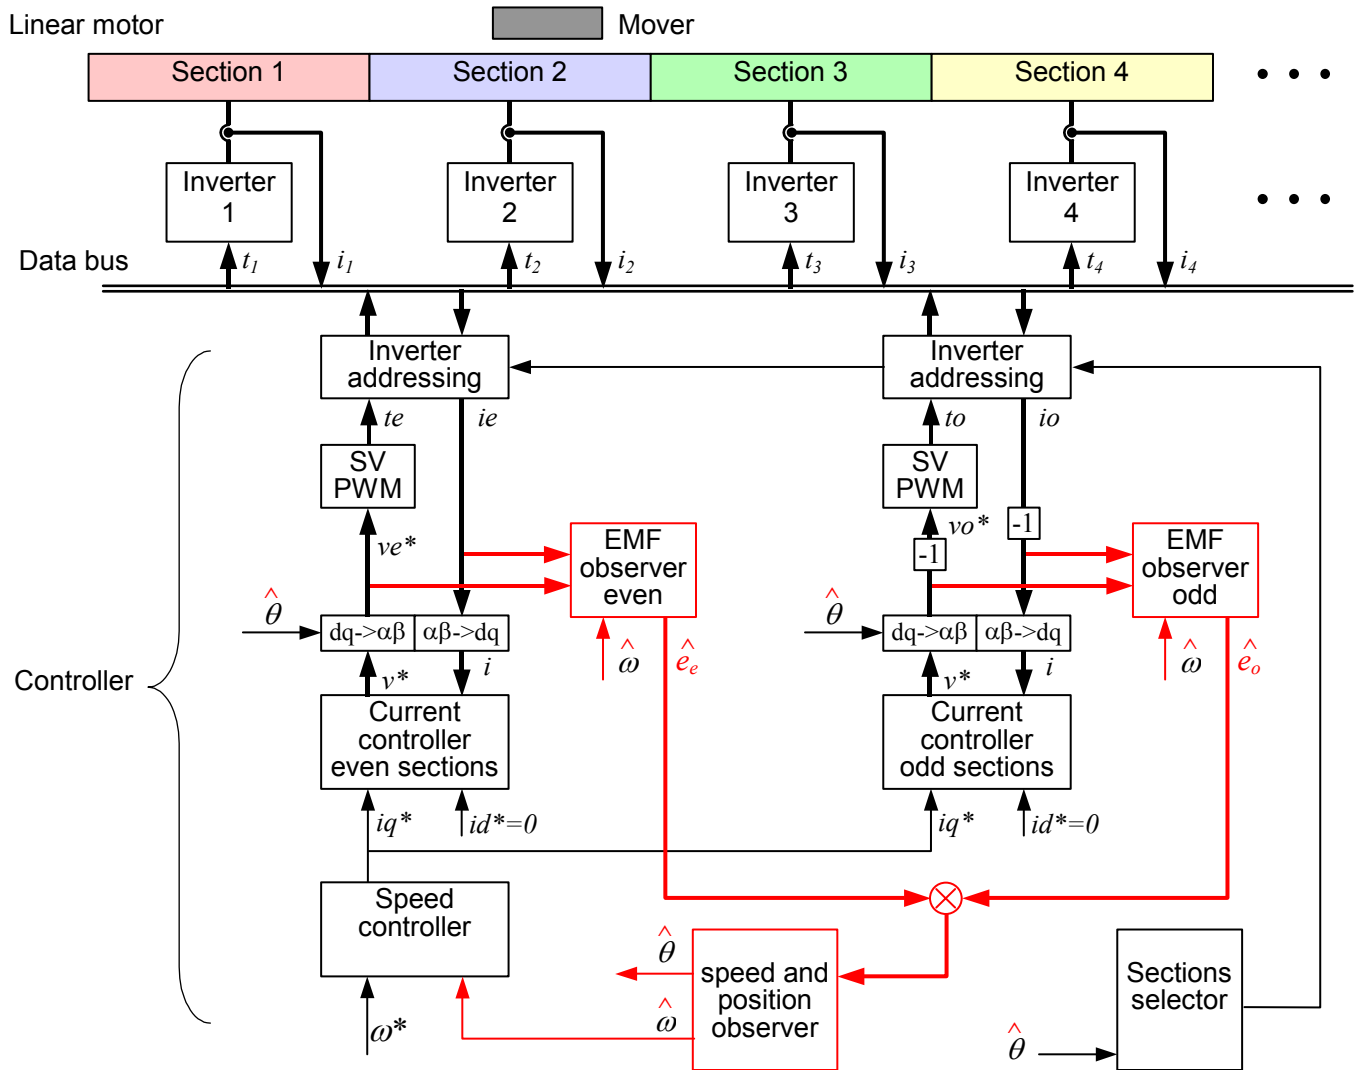 Linear motor
Mover
Section 1
Section 2
Section 3
Section 4
Inverter
1
Inverter
2
Inverter
3
Inverter
4
Data bus
t1
i1
t2
i2
t3
i3
t4
i4
Inverter
addressing
Inverter
addressing
te
ie
to
io
SV
PWM
SV
PWM
ve*
vo*
-1
-1
EMF
observer
even
EMF
observer
odd
θ̂
dq->αβ
αβ->dq
ω̂
ê_e
θ̂
dq->αβ
αβ->dq
ω̂
ê_o
Controller
v*
i
v*
i
Current
controller
even sections
Current
controller
odd sections
iq*
id*=0
iq*
id*=0
Speed
controller
θ̂
ω̂
speed and
position
observer
Sections
selector
ω*
θ̂